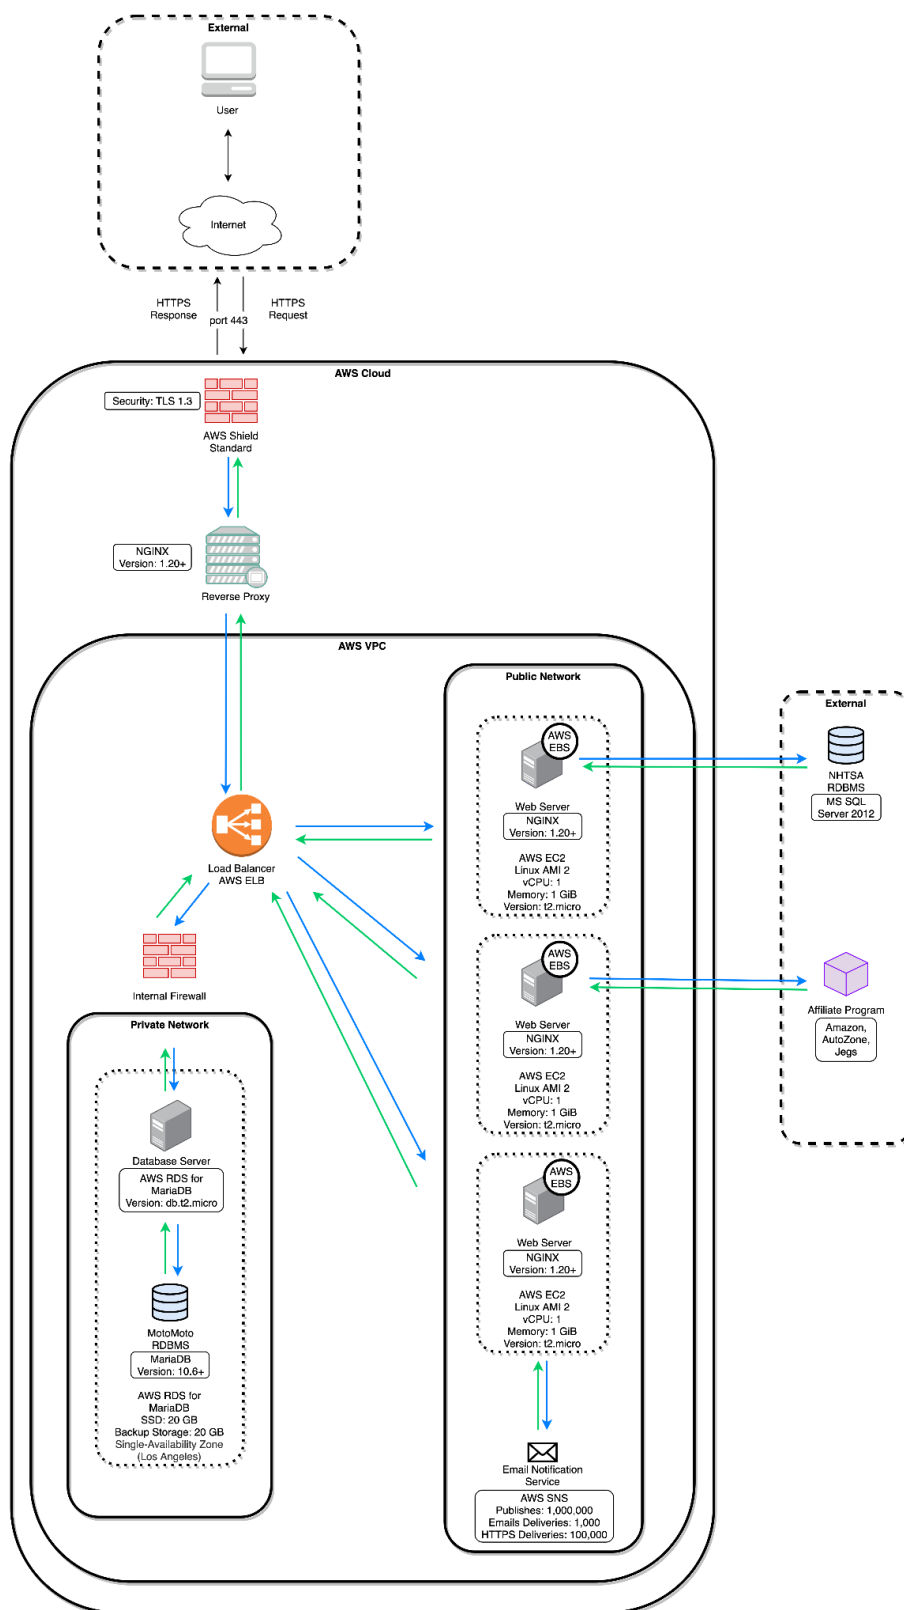 External
User
Internet
HTTPS
Response
port 443
HTTPS
Request
AWS Cloud
Security: TLS 1.3
AWS Shield
Standard
NGINX
Version: 1.20+
Reverse Proxy
AWS VPC
Load Balancer
AWS ELB
Internal Firewall
Private Network
Database Server
AWS RDS for
MariaDB
Version: db.t2.micro
MotoMoto
RDBMS
MariaDB
Version: 10.6+
AWS RDS for
MariaDB
SSD: 20 GB
Backup Storage: 20 GB
Single-Availability Zone
(Los Angeles)
Public Network
AWS
EBS
Web Server
NGINX
Version: 1.20+
AWS EC2
Linux AMI 2
vCPU: 1
Memory: 1 GiB
Version: t2.micro
AWS
EBS
Web Server
NGINX
Version: 1.20+
AWS EC2
Linux AMI 2
vCPU: 1
Memory: 1 GiB
Version: t2.micro
AWS
EBS
Web Server
NGINX
Version: 1.20+
AWS EC2
Linux AMI 2
vCPU: 1
Memory: 1 GiB
Version: t2.micro
Email Notification
Service
AWS SNS
Publishes: 1,000,000
Emails Deliveries: 1,000
HTTPS Deliveries: 100,000
External
NHTSA
RDBMS
MS SQL
Server 2012
Affiliate Program
Amazon,
AutoZone,
Jegs